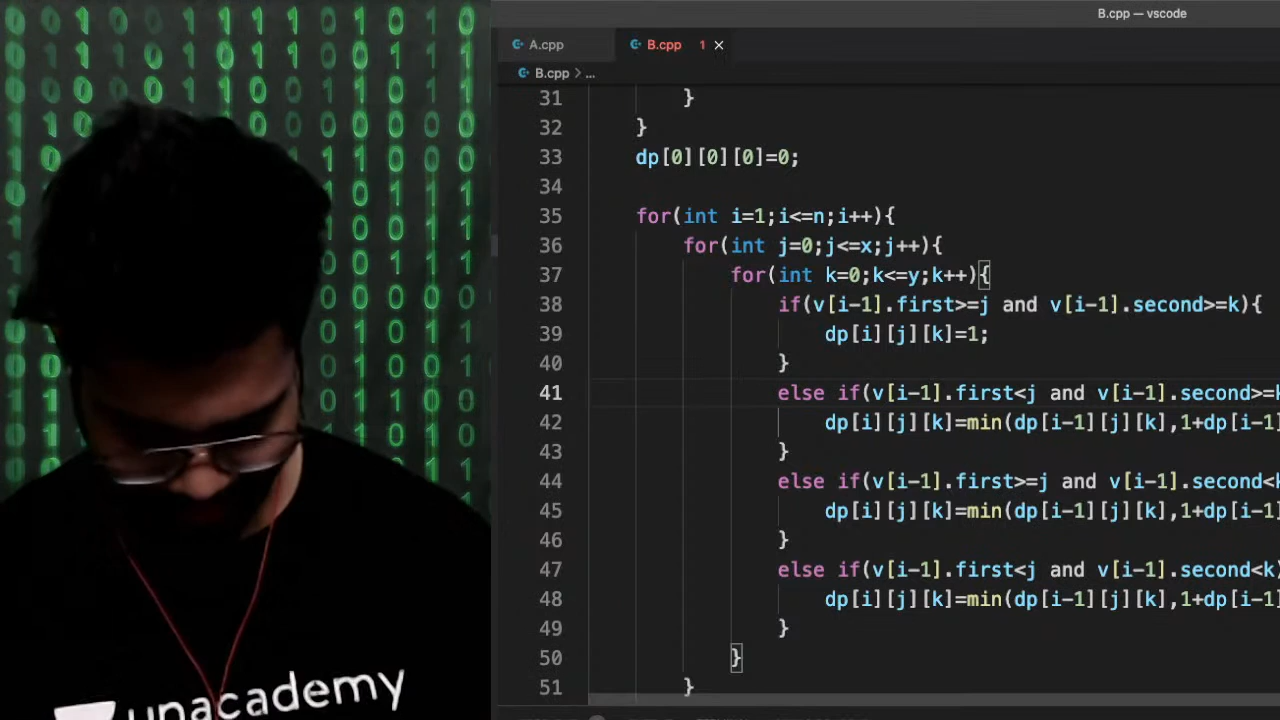 B.cpp — vscode
A.cpp
B.cpp 1
B.cpp > ...
31 }
32 }
33 dp[0][0][0]=0;
34
35 for(int i=1;i<=n;i++){
36 for(int j=0;j<=x;j++){
37 for(int k=0;k<=y;k++){
38 if(v[i-1].first>=j and v[i-1].second>=k){
39 dp[i][j][k]=1;
40 }
41 else if(v[i-1].first<j and v[i-1].second>=k
42 dp[i][j][k]=min(dp[i-1][j][k],1+dp[i-1]
43 }
44 else if(v[i-1].first>=j and v[i-1].second<k
45 dp[i][j][k]=min(dp[i-1][j][k],1+dp[i-1]
46 }
47 else if(v[i-1].first<j and v[i-1].second<k)
48 dp[i][j][k]=min(dp[i-1][j][k],1+dp[i-1]
49 }
50 }
51 }
unacademy